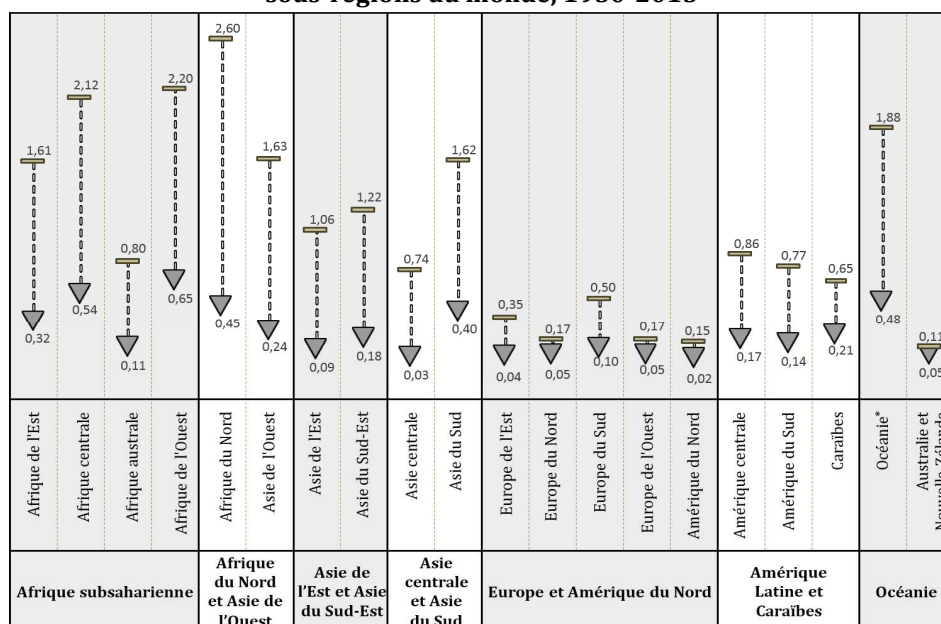 sous-régions du monde, 1950-2015
2,60
2,20
2,12
1,88
1,61
1,63
1,62
1,22
1,06
0,80
0,86
0,74
0,77
0,65
0,50
0,35
0,17
0,17
0,15
0,11
0,32
0,54
0,11
0,65
0,45
0,24
0,09
0,18
0,03
0,40
0,04
0,05
0,10
0,05
0,02
0,17
0,14
0,21
0,48
0,05
Afrique de l'Est
Afrique centrale
Afrique australe
Afrique de l'Ouest
Afrique du Nord
Asie de l'Ouest
Asie de l'Est
Asie du Sud-Est
Asie centrale
Asie du Sud
Europe de l'Est
Europe du Nord
Europe du Sud
Europe de l'Ouest
Amérique du Nord
Amérique centrale
Amérique du Sud
Caraïbes
Océanie*
Australie et
Afrique subsaharienne
Afrique
du Nord
et Asie de
l'Ouest
Asie de
l'Est et Asie
du Sud-Est
Asie
centrale
et Asie
du Sud
Europe et Amérique du Nord
Amérique
Latine et
Caraïbes
Océanie